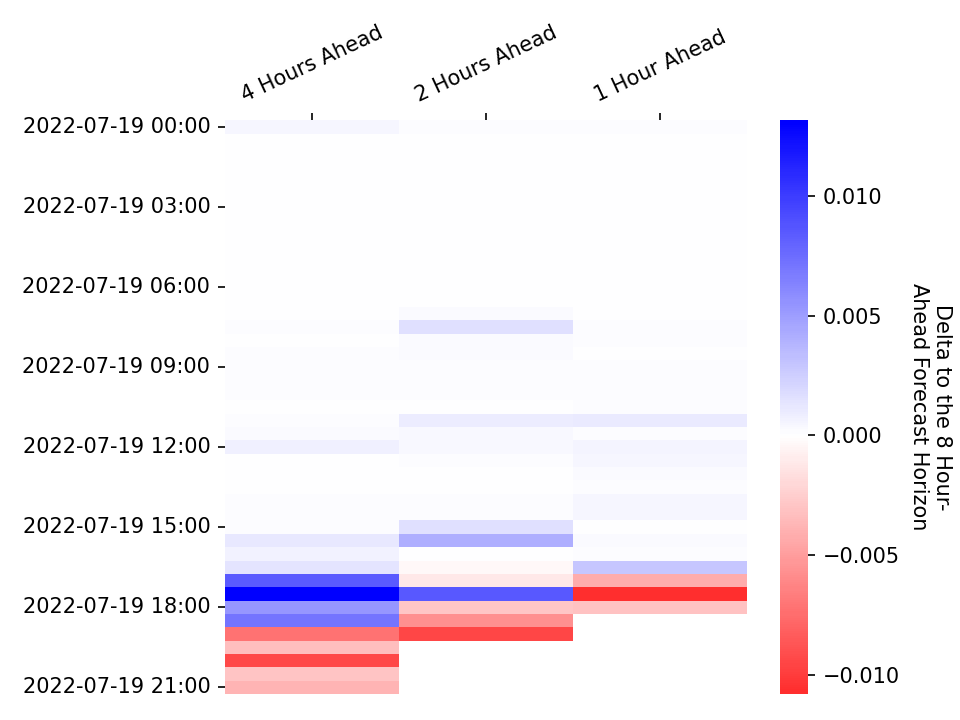 4 Hours Ahead
2 Hours Ahead
1 Hour Ahead
2022-07-19 00:00
2022-07-19 03:00
2022-07-19 06:00
2022-07-19 09:00
2022-07-19 12:00
2022-07-19 15:00
2022-07-19 18:00
2022-07-19 21:00
0.010
0.005
0.000
−0.005
−0.010
Delta to the 8 Hour-
Ahead Forecast Horizon